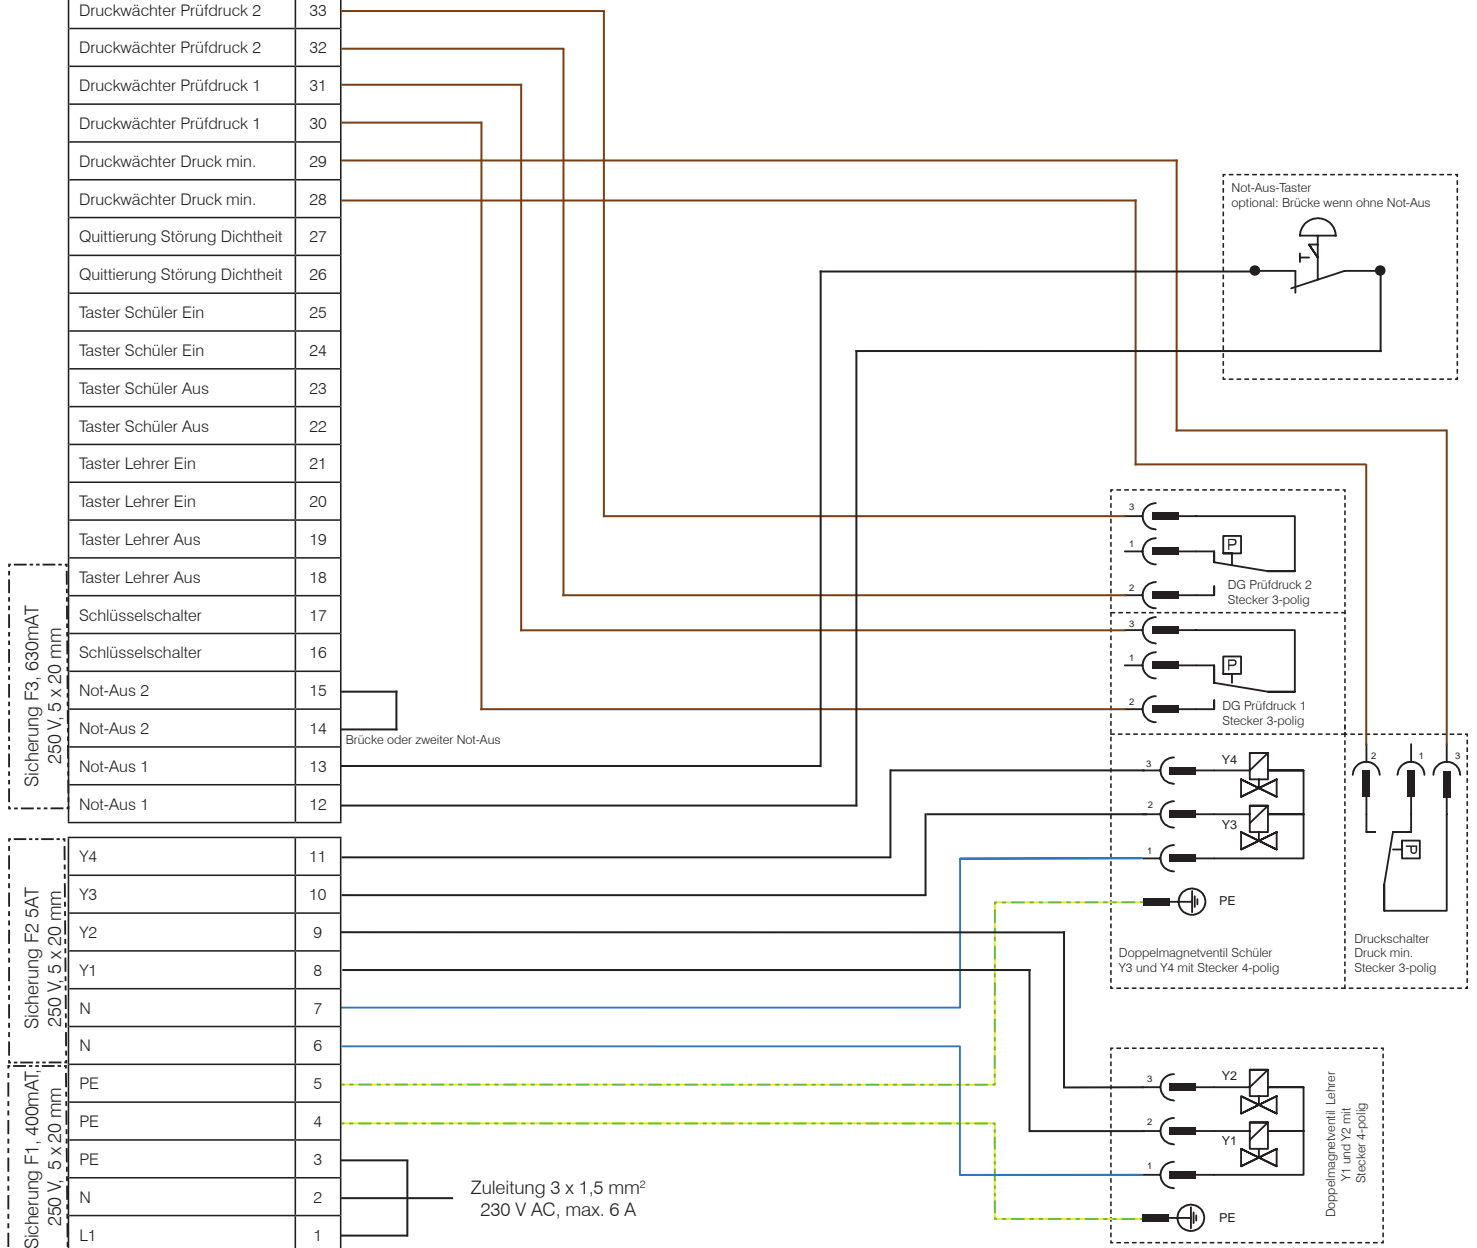 Druckwächter Prüfdruck 2 33
Druckwächter Prüfdruck 2 32
Druckwächter Prüfdruck 1 31
Druckwächter Prüfdruck 1 30
Druckwächter Druck min. 29
Druckwächter Druck min. 28
Quittierung Störung Dichtheit 27
Quittierung Störung Dichtheit 26
Taster Schüler Ein 25
Taster Schüler Ein 24
Taster Schüler Aus 23
Taster Schüler Aus 22
Taster Lehrer Ein 21
Taster Lehrer Ein 20
Taster Lehrer Aus 19
Taster Lehrer Aus 18
Schlüsselschalter 17
Schlüsselschalter 16
Not-Aus 2 15
Not-Aus 2 14
Not-Aus 1 13
Not-Aus 1 12
Y4 11
Y3 10
Y2 9
Y1 8
N 7
N 6
PE 5
PE 4
PE 3
N 2
L1 1
Sicherung F3, 630mAT
250 V, 5 x 20 mm
Sicherung F2 5AT
250 V, 5 x 20 mm
Sicherung F1, 400mAT,
250 V, 5 x 20 mm
Brücke oder zweiter Not-Aus
Zuleitung 3 x 1,5 mm²
230 V AC, max. 6 A
Not-Aus-Taster
optional: Brücke wenn ohne Not-Aus
3
1
P
2
DG Prüfdruck 2
Stecker 3-polig
3
1
P
2
DG Prüfdruck 1
Stecker 3-polig
3
Y4
2
Y3
1
PE
Doppelmagnetventil Schüler
Y3 und Y4 mit Stecker 4-polig
2
1
3
P
Druckschalter
Druck min.
Stecker 3-polig
3
Y2
2
Y1
1
PE
Doppelmagnetventil Lehrer
Y1 und Y2 mit
Stecker 4-polig